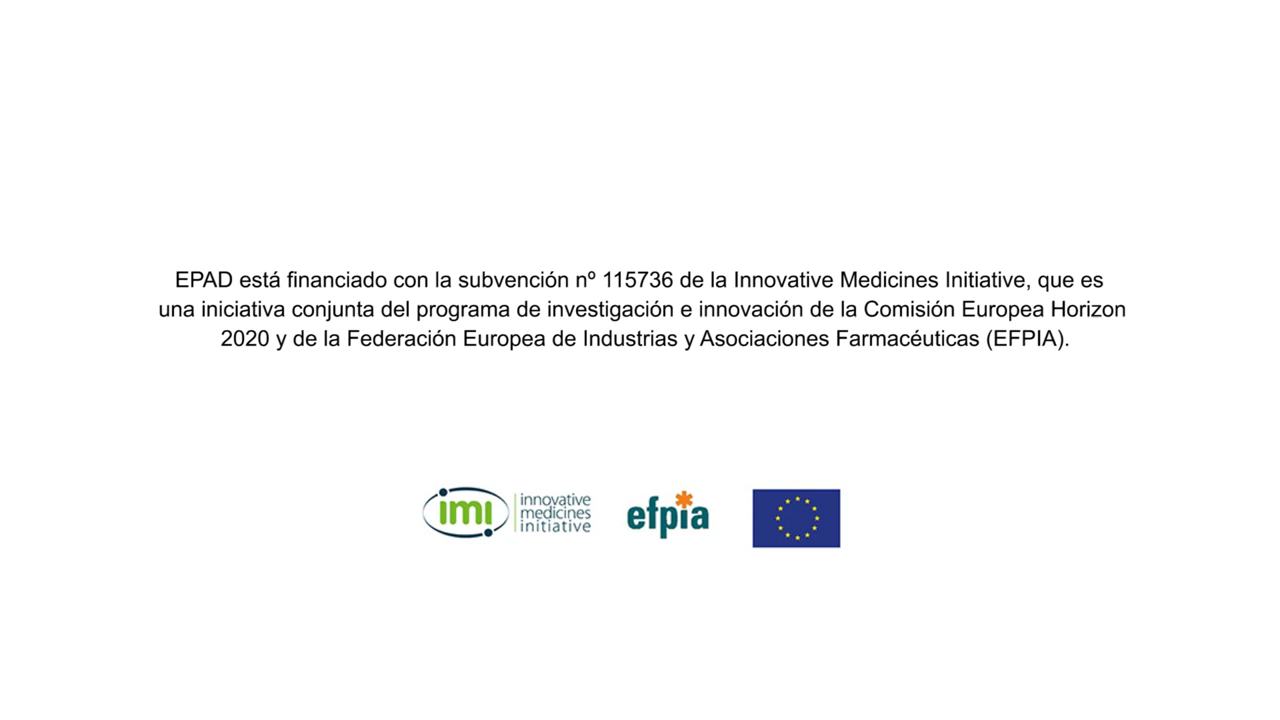 EPAD está financiado con la subvención nº 115736 de la Innovative Medicines Initiative, que es
una iniciativa conjunta del programa de investigación e innovación de la Comisión Europea Horizon
2020 y de la Federación Europea de Industrias y Asociaciones Farmacéuticas (EFPIA).
imi
innovative
medicines
initiative
efpia